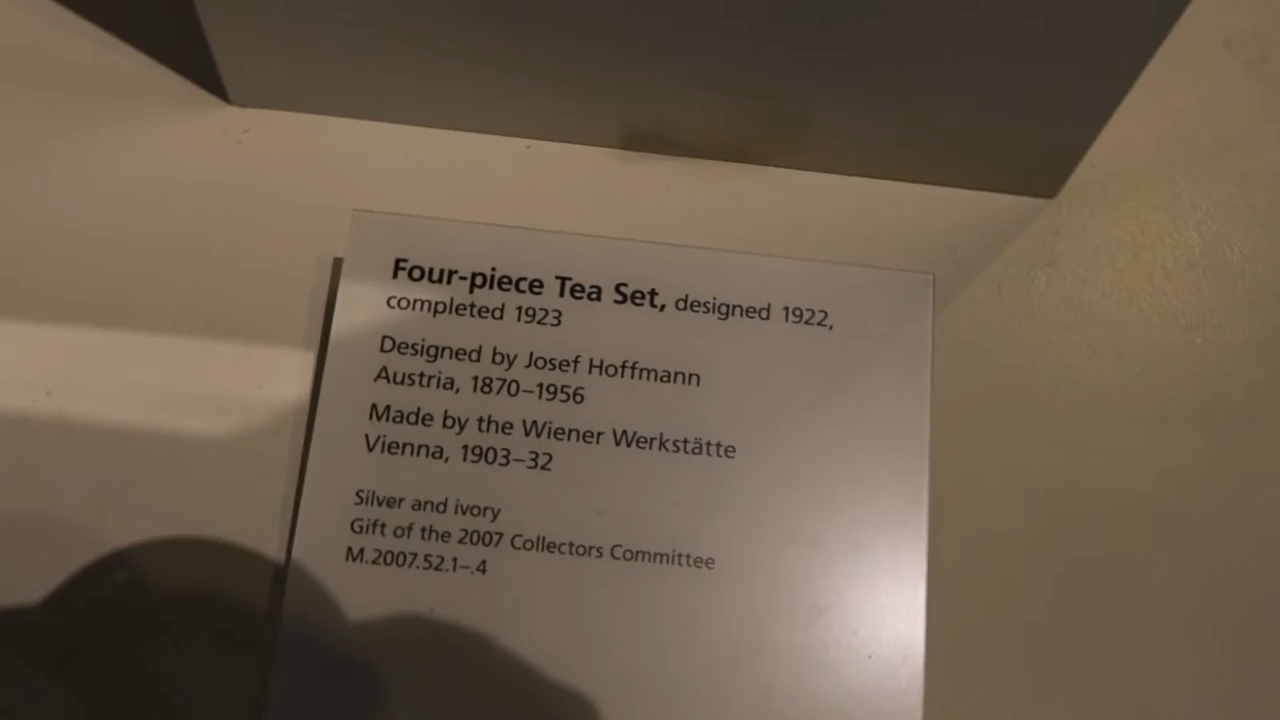 Four-piece Tea Set, designed 1922,
completed 1923
Designed by Josef Hoffmann
Austria, 1870–1956
Made by the Wiener Werkstätte
Vienna, 1903–32
Silver and ivory
Gift of the 2007 Collectors Committee
M.2007.52.1–.4